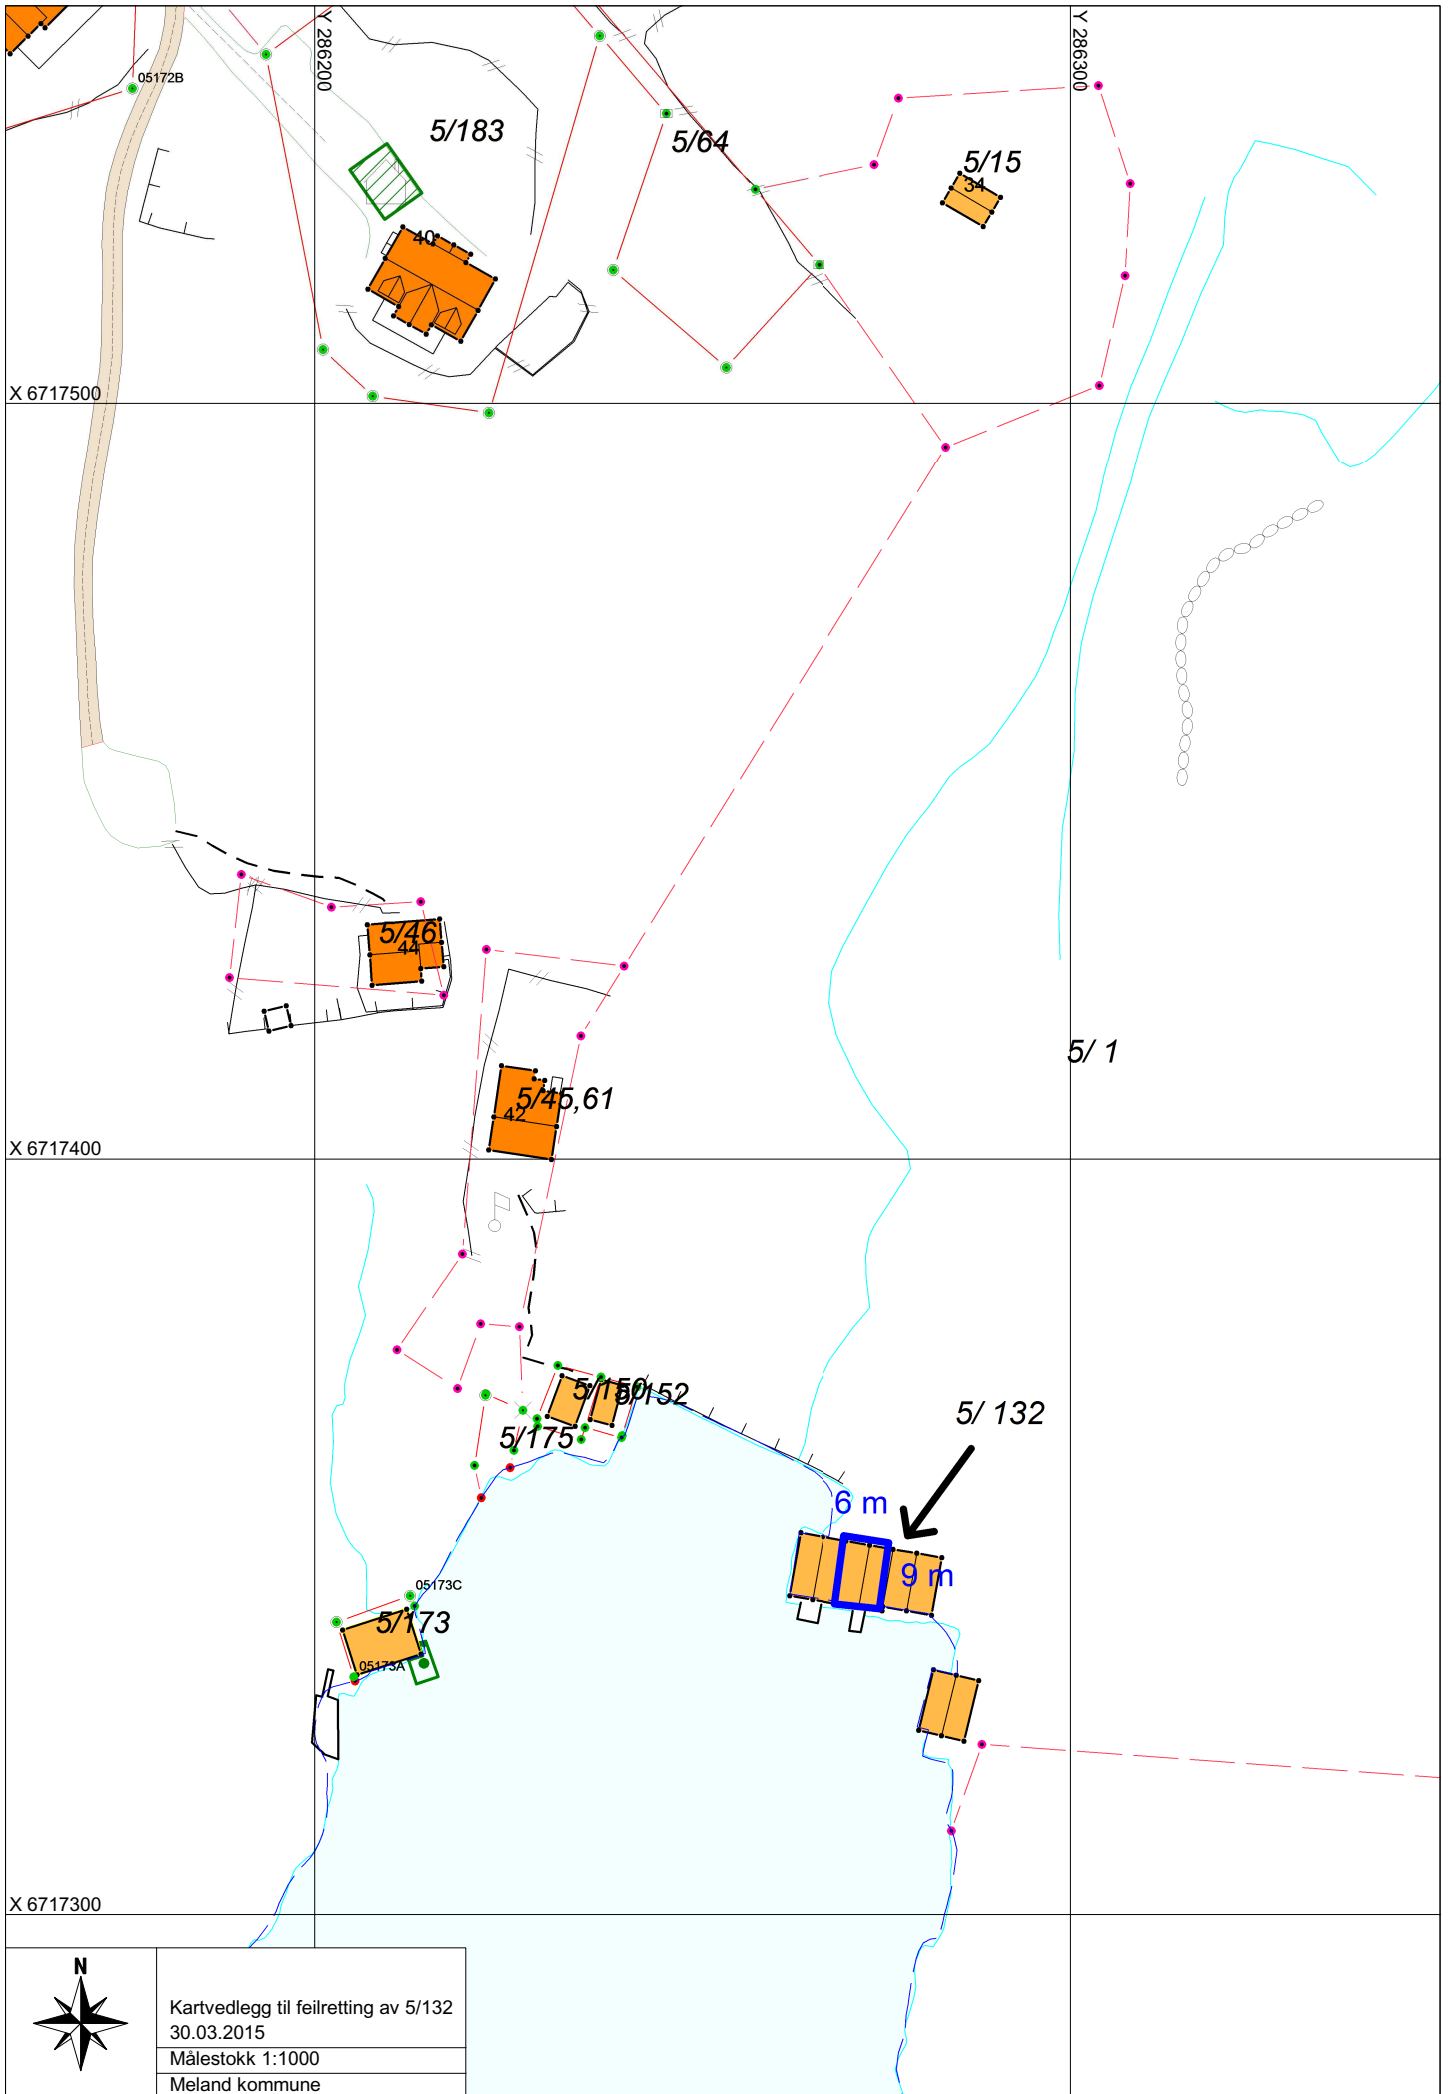 Y 286200
Y 286300
05172B
5/183
5/64
5/15
34
40
X 6717500
5/46
44
5/ 1
5/45,61
42
X 6717400
5/150
5/152
5/ 132
5/175
6 m
9 m
05173C
5/173
05173A
X 6717300
N
Kartvedlegg til feilretting av 5/132
30.03.2015
Målestokk 1:1000
Meland kommune